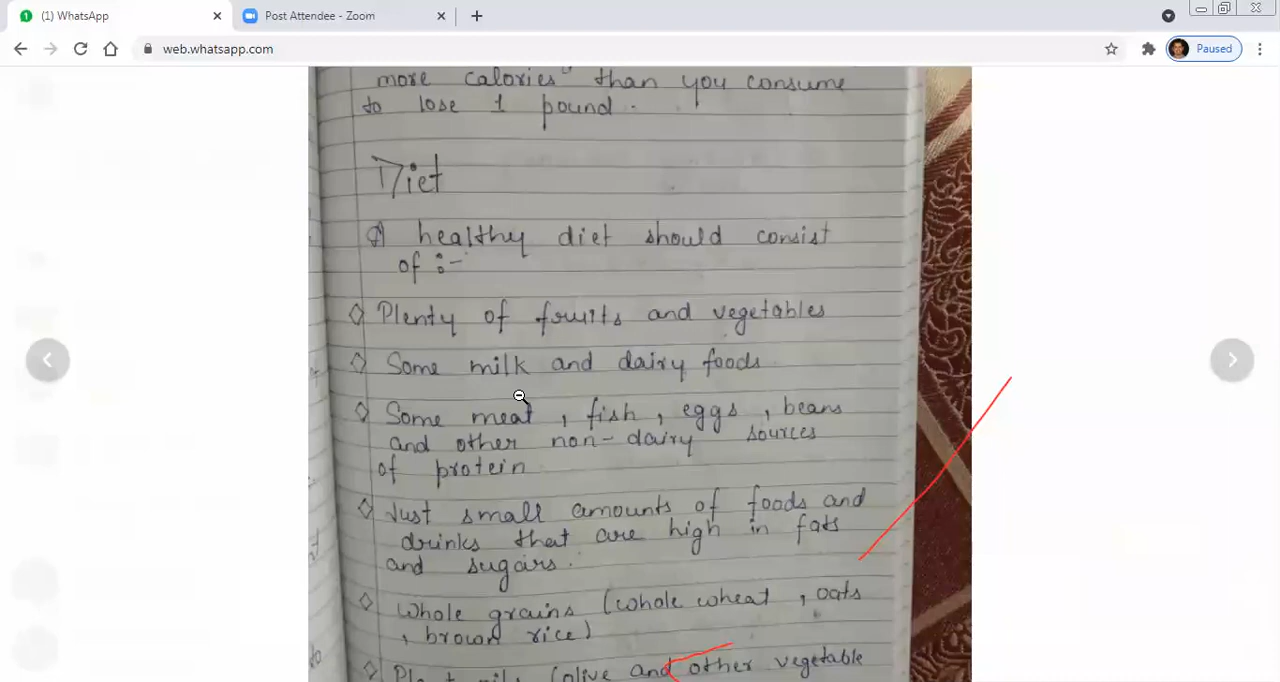 (1) WhatsApp
Post Attendee - Zoom
web.whatsapp.com
Paused
more calories" than you consume
to lose 1 pound.
Diet
A healthy diet should consist
of :-
Plenty of fruits and vegetables
Some milk and dairy foods
Some meat , fish , eggs , beans
and other non-dairy sources
of protein
Just small amounts of foods and
drinks that are high in fats
and sugars.
Whole grains (whole wheat , oats
, brown rice)
(olive and other vegetable